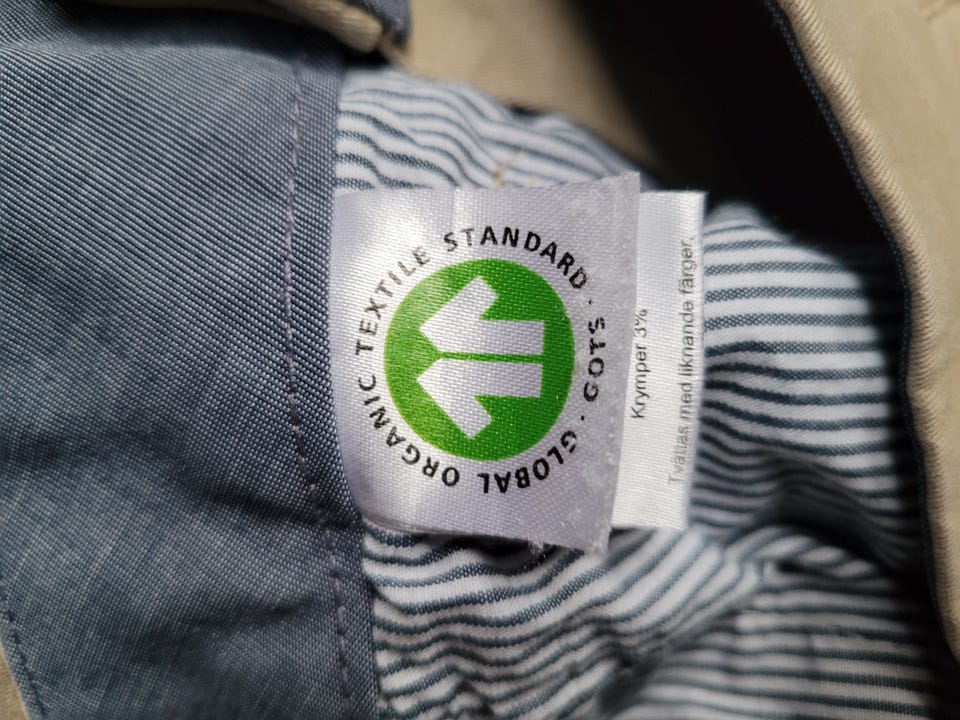 GLOBAL ORGANIC TEXTILE STANDARD · GOTS ·
Krymper 3%
Tvättas med liknande färger,